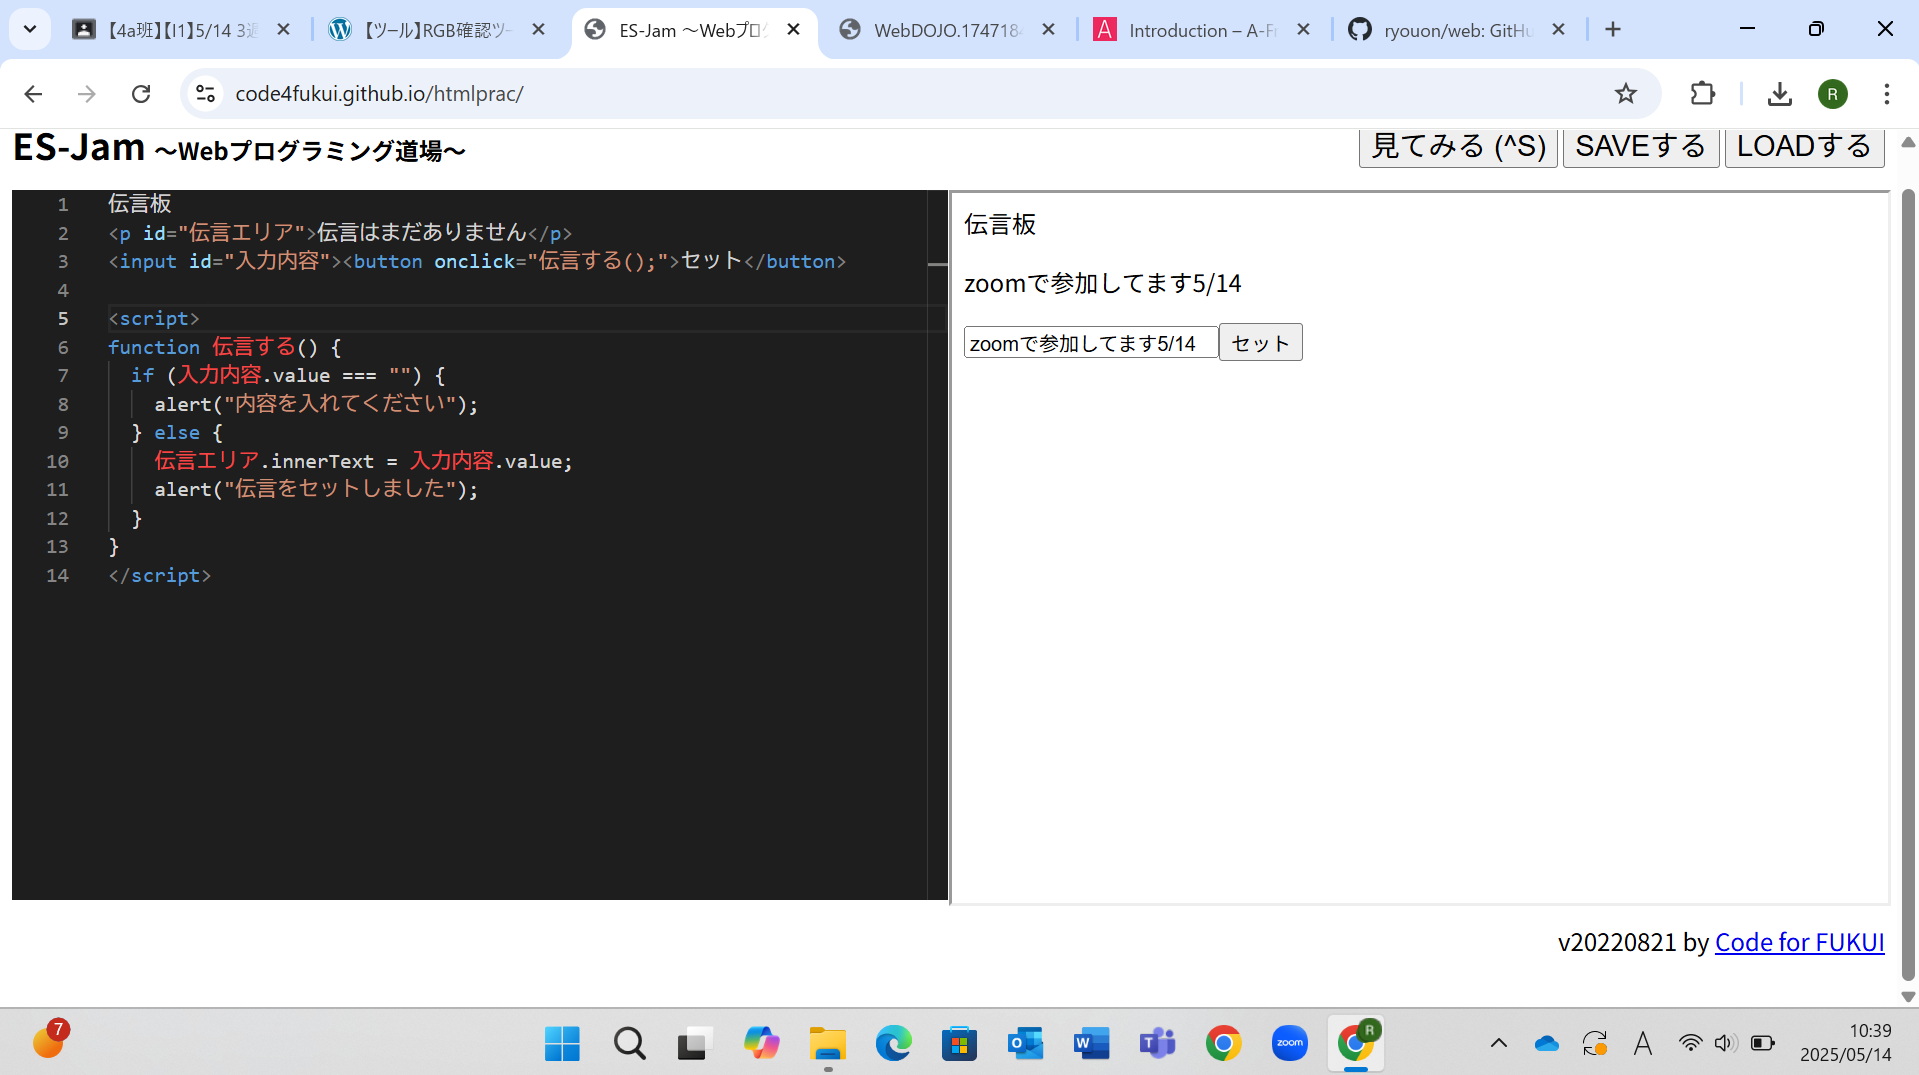 【4a班】【I1】5/14 3週
【ツール】RGB確認ツー
ES-Jam ～Webプログ
WebDOJO.174718
Introduction – A-Fr
ryouon/web: GitHu
code4fukui.github.io/htmlprac/
R
ES-Jam ～Webプログラミング道場～
見てみる (^S)
SAVEする
LOADする
1 伝言板
2 <p id="伝言エリア">伝言はまだありません</p>
3 <input id="入力内容"><button onclick="伝言する();">セット</button>
4
5 <script>
6 function 伝言する() {
7 if (入力内容.value === "") {
8 alert("内容を入れてください");
9 } else {
10 伝言エリア.innerText = 入力内容.value;
11 alert("伝言をセットしました");
12 }
13 }
14 </script>
伝言板
zoomで参加してます5/14
zoomで参加してます5/14
セット
v20220821 by Code for FUKUI
7
zoom
R
A
10:39
2025/05/14